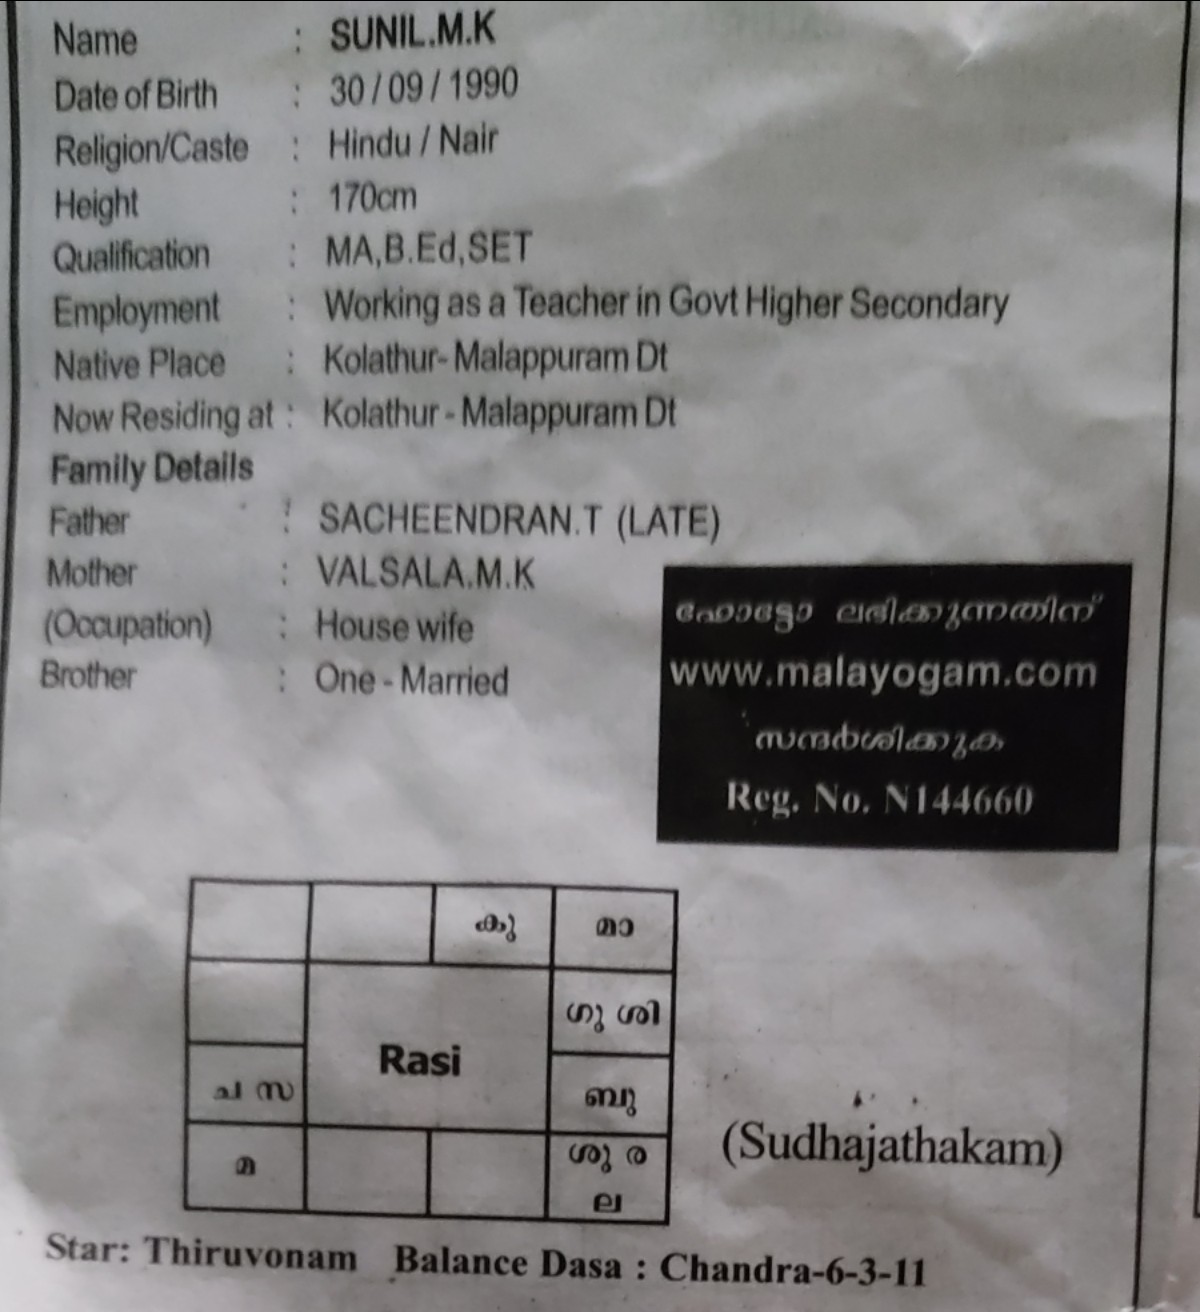 Name : SUNIL.M.K
Date of Birth : 30/09/1990
Religion/Caste : Hindu / Nair
Height : 170cm
Qualification : MA,B.Ed,SET
Employment : Working as a Teacher in Govt Higher Secondary
Native Place : Kolathur- Malappuram Dt
Now Residing at : Kolathur - Malappuram Dt
Family Details
Father : SACHEENDRAN.T (LATE)
Mother : VALSALA.M.K
(Occupation) : House wife
Brother : One - Married
ഫോട്ടോ ലഭിക്കുന്നതിന്
www.malayogam.com
സന്ദർശിക്കുക
Reg. No. N144660
കു മാ
ഗു ശി
Rasi
ച സ ബു
മ ശു ര
ല
(Sudhajathakam)
Star: Thiruvonam Balance Dasa : Chandra-6-3-11